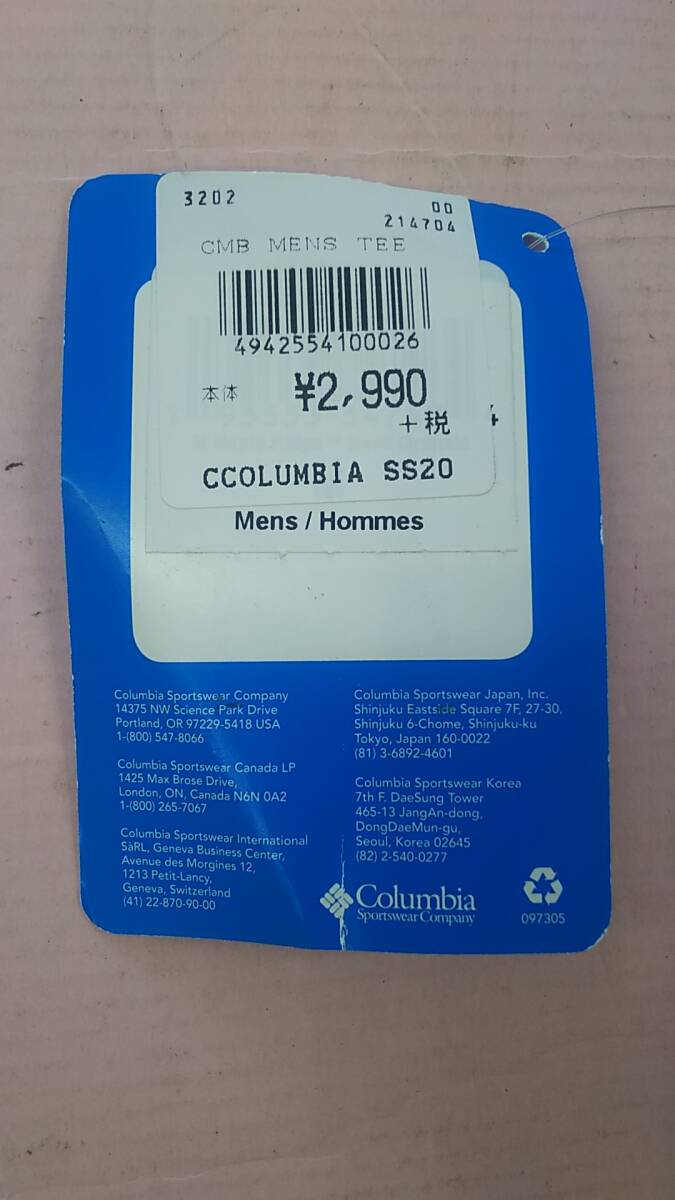 3202
00
214704
CMB MENS TEE
4942554100026
本体 ¥2,990
+税
CCOLUMBIA SS20
Mens / Hommes
Columbia Sportswear Company
14375 NW Science Park Drive
Portland, OR 97229-5418 USA
1-(800) 547-8066
Columbia Sportswear Canada LP
1425 Max Brose Drive,
London, ON, Canada N6N 0A2
1-(800) 265-7067
Columbia Sportswear International
SàRL, Geneva Business Center,
Avenue des Morgines 12,
1213 Petit-Lancy,
Geneva, Switzerland
(41) 22-870-90-00
Columbia Sportswear Japan, Inc.
Shinjuku Eastside Square 7F, 27-30,
Shinjuku 6-Chome, Shinjuku-ku
Tokyo, Japan 160-0022
(81) 3-6892-4601
Columbia Sportswear Korea
7th F. DaeSung Tower
465-13 JangAn-dong,
DongDaeMun-gu,
Seoul, Korea 02645
(82) 2-540-0277
Columbia
Sportswear Company
097305